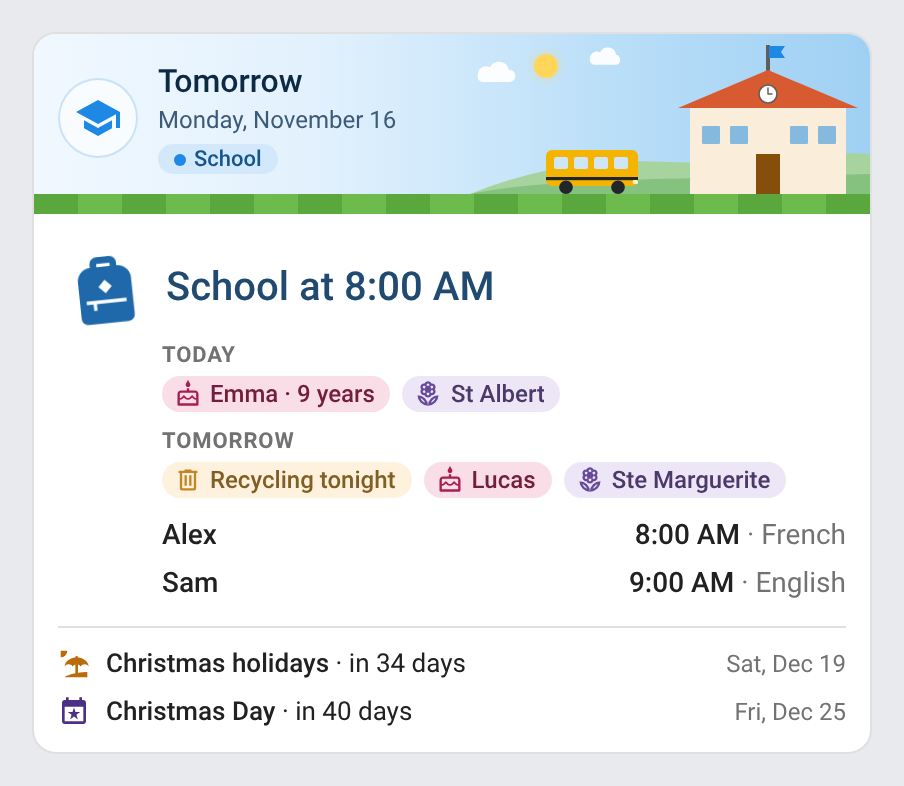 Tomorrow
Monday, November 16
School
School at 8:00 AM
TODAY
Emma · 9 years St Albert
TOMORROW
Recycling tonight Lucas Ste Marguerite
Alex 8:00 AM · French
Sam 9:00 AM · English
Christmas holidays · in 34 days Sat, Dec 19
Christmas Day · in 40 days Fri, Dec 25